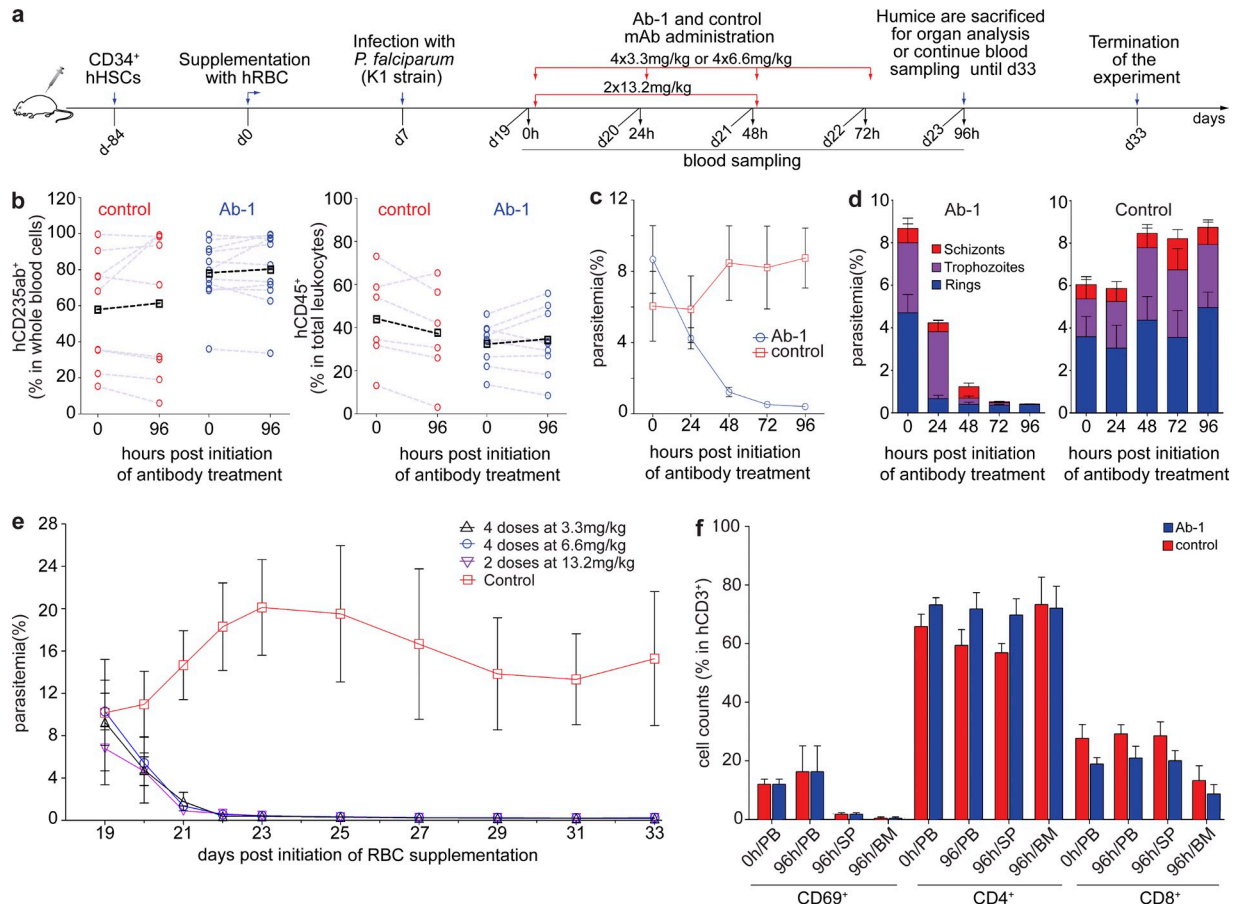 a
CD34+
hHSCs
Supplementation
with hRBC
Infection with
P. falciparum
(K1 strain)
Ab-1 and control
mAb administration
4x3.3mg/kg or 4x6.6mg/kg
2x13.2mg/kg
Humice are sacrificed
for organ analysis
or continue blood
sampling until d33
Termination
of the
experiment
days
d-84
d0
d7
d19
0h
d20
24h
d21
48h
d22
72h
d23
96h
d33
blood sampling
b
hCD235ab+
(% in whole blood cells)
120
100
80
60
40
20
0
control
Ab-1
0
96
0
96
hours post initiation
of antibody treatment
hCD45+
(% in total leukocytes)
100
80
60
40
20
0
control
Ab-1
0
96
0
96
hours post initiation
of antibody treatment
c
parasitemia(%)
12
8
4
0
Ab-1
control
0
24
48
72
96
hours post initiation
of antibody treatment
d
parasitemia(%)
10
8
6
4
2
0
Ab-1
Schizonts
Trophozoites
Rings
0
24
48
72
96
hours post initiation
of antibody treatment
10
8
6
4
2
0
Control
0
24
48
72
96
hours post initiation
of antibody treatment
e
parasitemia(%)
28
24
20
16
12
8
4
0
4 doses at 3.3mg/kg
4 doses at 6.6mg/kg
2 doses at 13.2mg/kg
Control
19
21
23
25
27
29
31
33
days post initiation of RBC supplementation
f
cell counts (% in hCD3+)
100
80
60
40
20
0
Ab-1
control
0h/PB
96h/PB
96h/SP
96h/BM
0h/PB
96/PB
96h/SP
96h/BM
0h/PB
96h/PB
96h/SP
96h/BM
CD69+
CD4+
CD8+